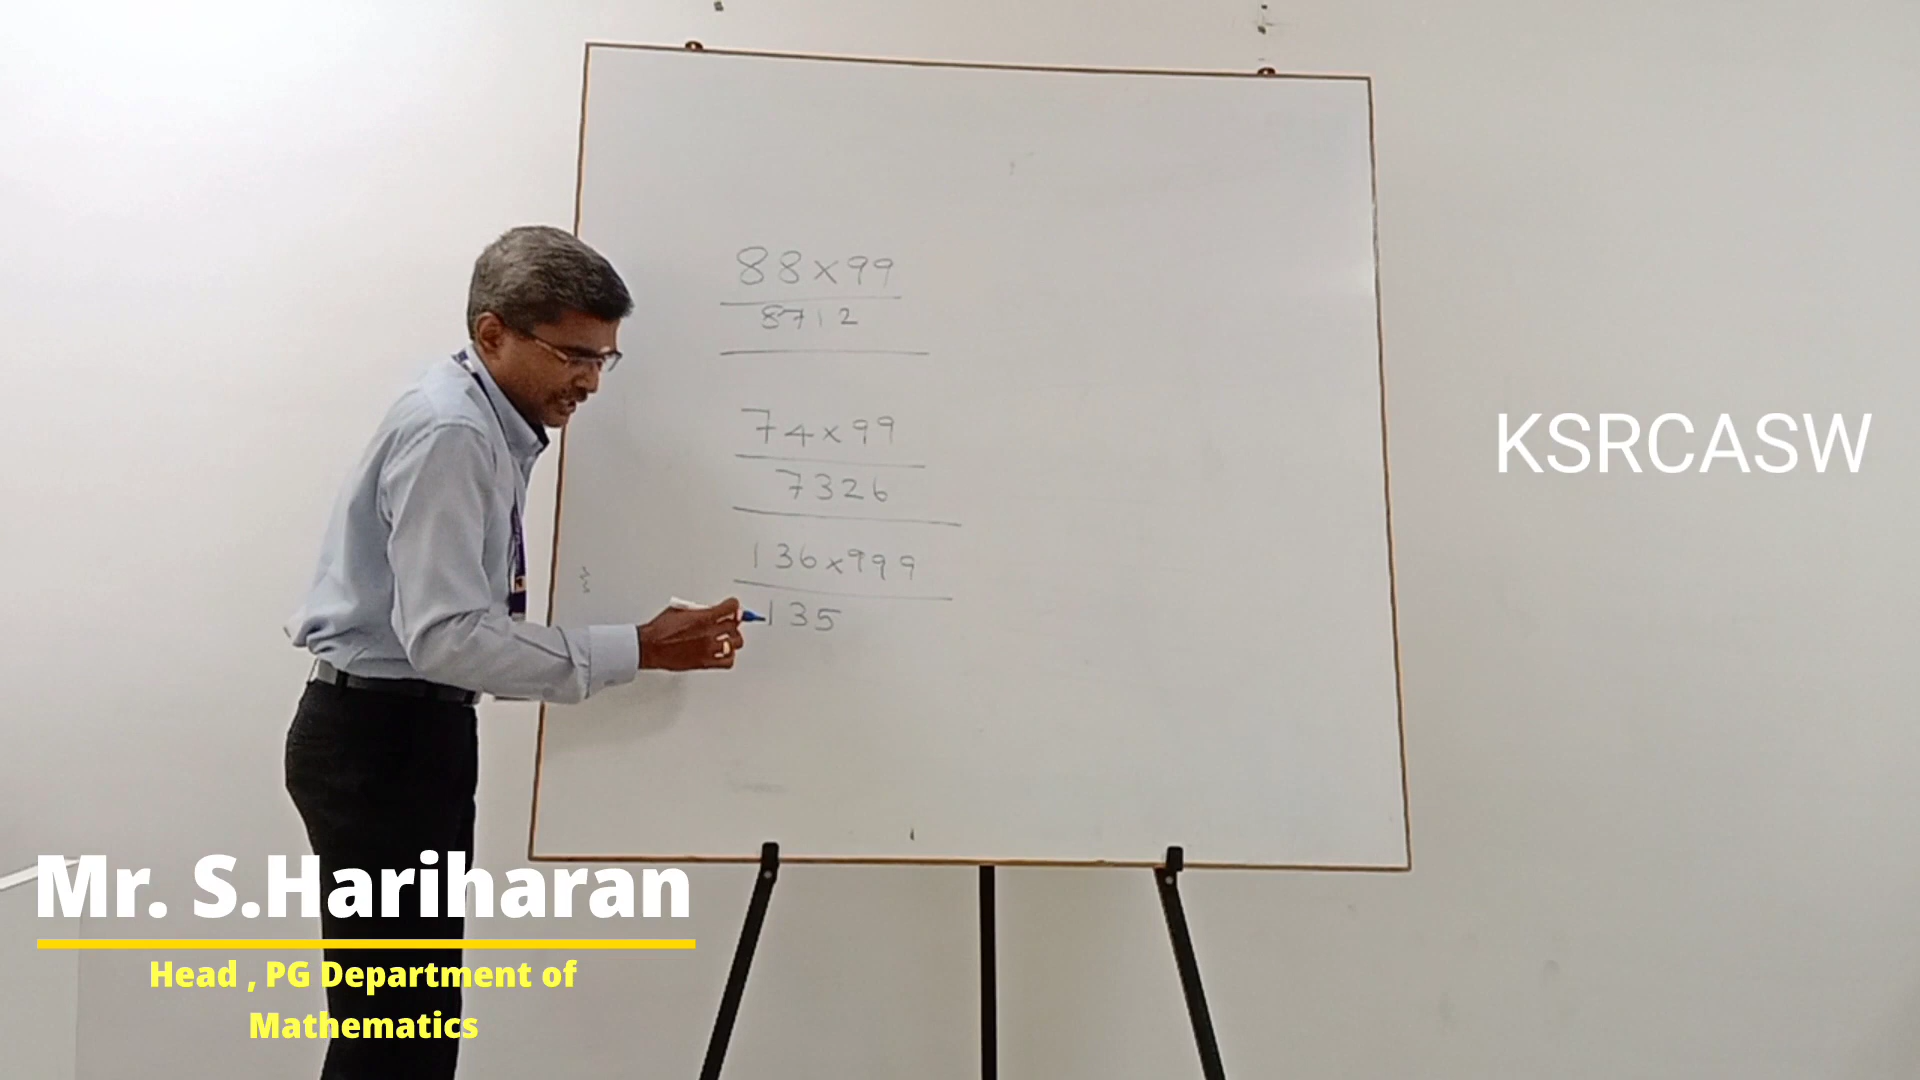 88×99
8712
74×99
7326
136×999
135
KSRCASW
Mr. S.Hariharan
Head , PG Department of
Mathematics